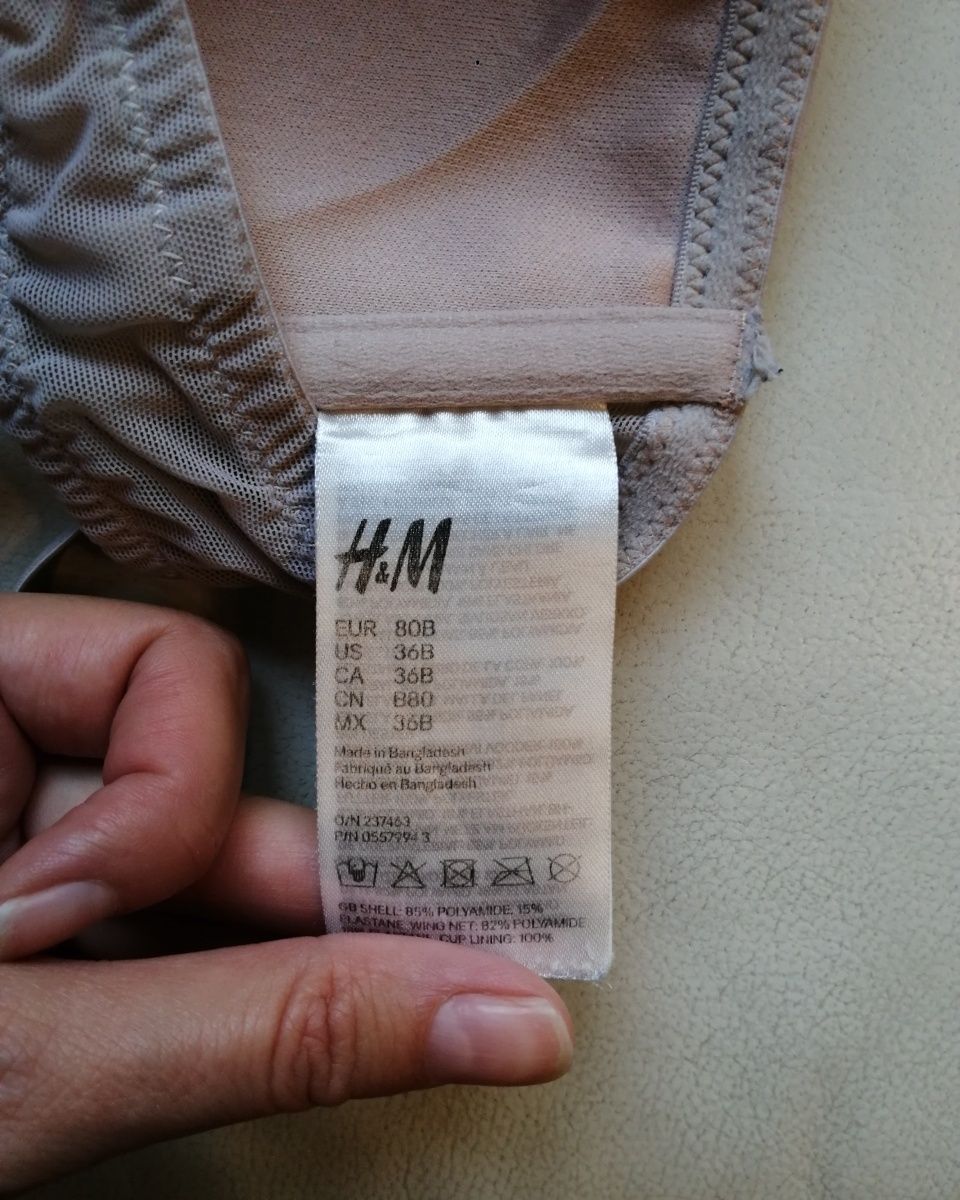 H&M
EUR 80B
US 36B
CA 36B
CN B80
MX 36B
Made in Bangladesh
Fabriqué au Bangladesh
Hecho en Bangladesh
O/N 237463
P/N 0557994 3
GB SHELL: 85% POLYAMIDE, 15%
ELASTANE, WING NET: 82% POLYAMIDE
CUP LINING: 100%